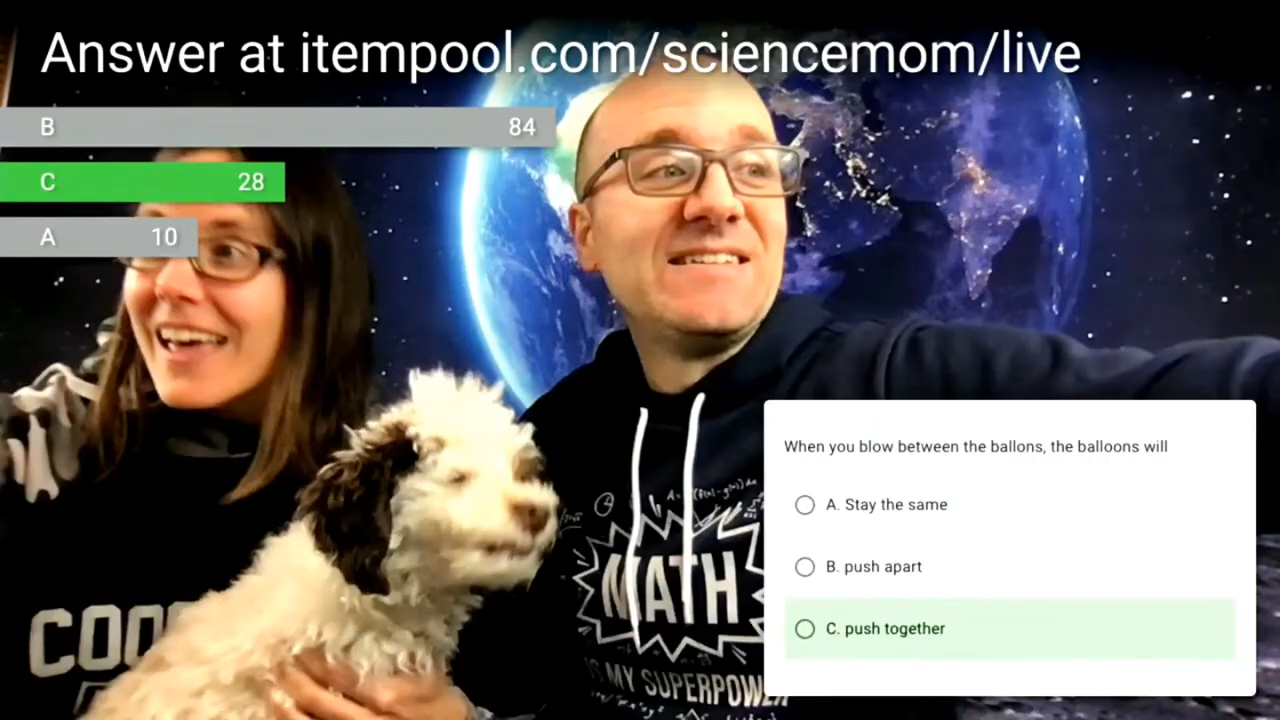 Answer at itempool.com/sciencemom/live
B 84
C 28
A 10
When you blow between the ballons, the balloons will
A. Stay the same
B. push apart
C. push together
COO
MATH
IS MY SUPERPOWER